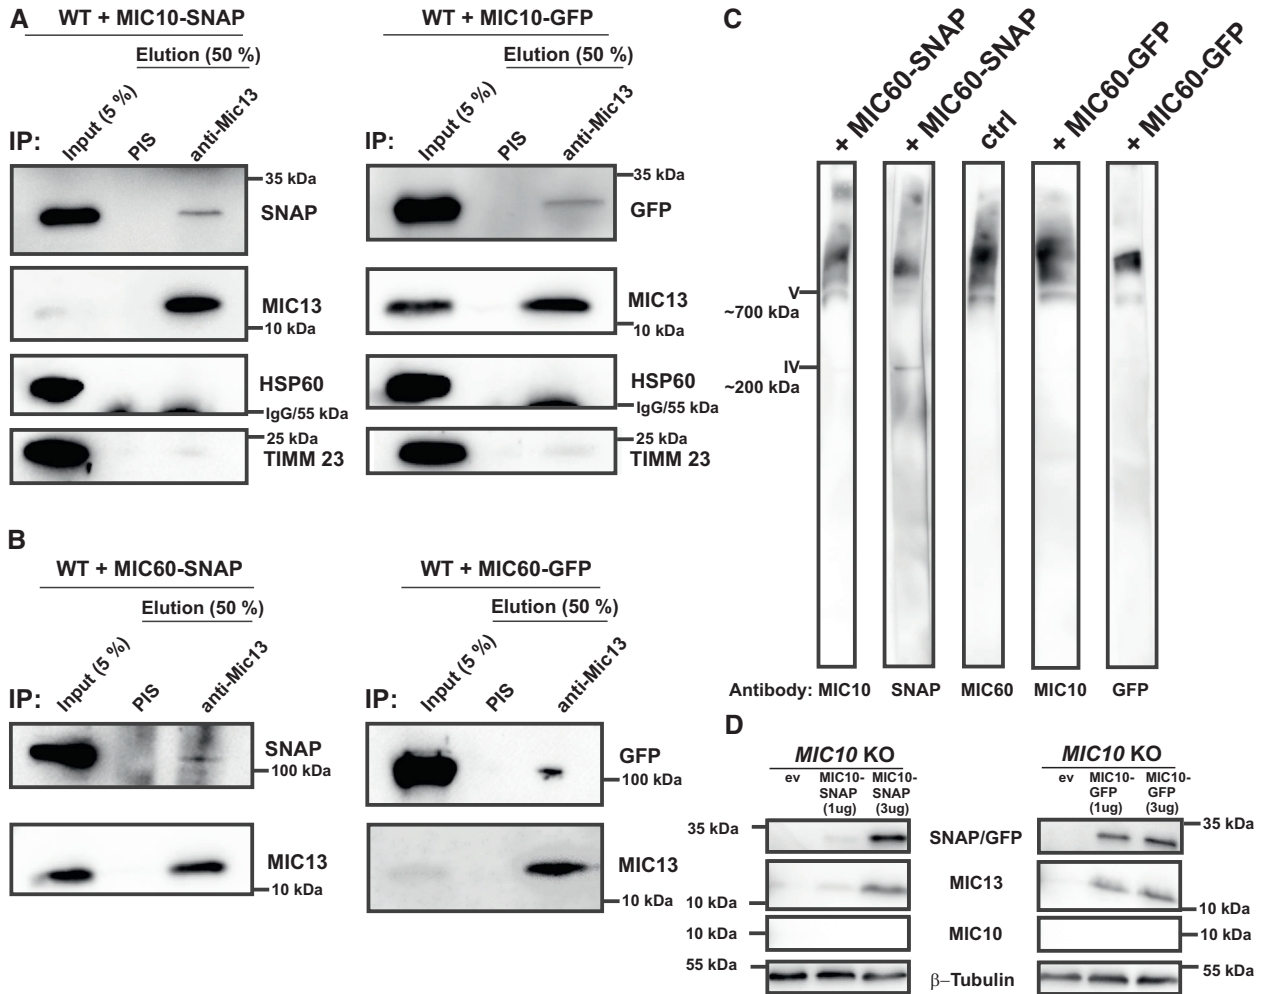 A
WT + MIC10-SNAP
Elution (50 %)
IP:
Input (5 %)
PIS
anti-Mic13
35 kDa
SNAP
MIC13
10 kDa
HSP60
IgG/55 kDa
25 kDa
TIMM 23
WT + MIC10-GFP
Elution (50 %)
IP:
Input (5 %)
PIS
anti-Mic13
35 kDa
GFP
MIC13
10 kDa
HSP60
IgG/55 kDa
25 kDa
TIMM 23
B
WT + MIC60-SNAP
Elution (50 %)
IP:
Input (5 %)
PIS
anti-Mic13
SNAP
100 kDa
MIC13
10 kDa
WT + MIC60-GFP
Elution (50 %)
IP:
Input (5 %)
PIS
anti-Mic13
GFP
100 kDa
MIC13
10 kDa
C
+ MIC60-SNAP
+ MIC60-SNAP
ctrl
+ MIC60-GFP
+ MIC60-GFP
V
~700 kDa
IV
~200 kDa
Antibody: MIC10 SNAP MIC60 MIC10 GFP
D
MIC10 KO
ev
MIC10-
SNAP
(1ug)
MIC10-
SNAP
(3ug)
35 kDa
10 kDa
10 kDa
55 kDa
SNAP/GFP
MIC13
MIC10
β–Tubulin
MIC10 KO
ev
MIC10-
GFP
(1ug)
MIC10-
GFP
(3ug)
35 kDa
10 kDa
10 kDa
55 kDa